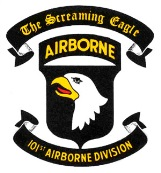 The Screaming Eagle
AIRBORNE
101ST AIRBORNE DIVISION